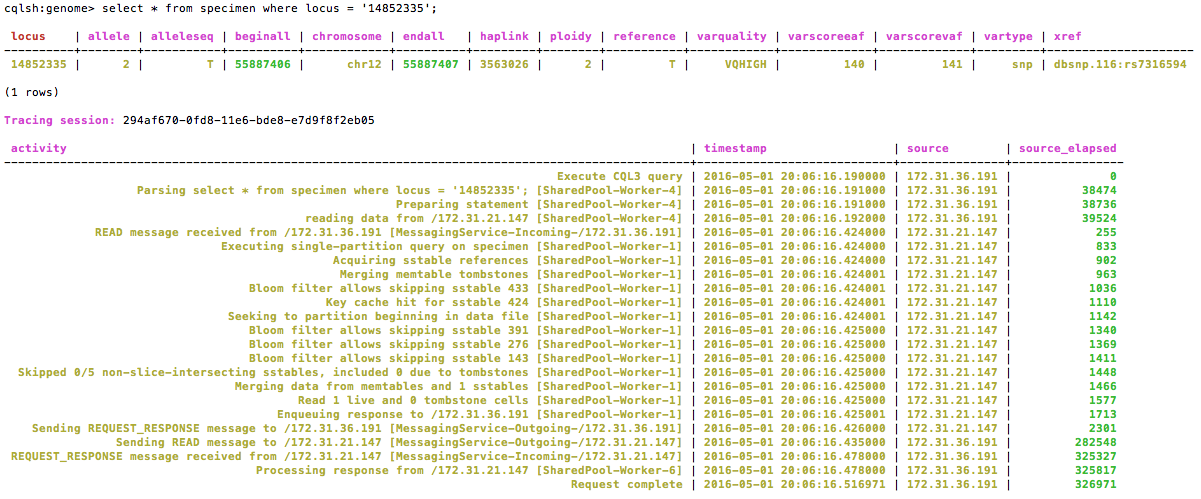 cqlsh:genome> select * from specimen where locus = '14852335';
locus | allele | alleleseq | beginall | chromosome | endall | haplink | ploidy | reference | varquality | varscoreeaf | varscorevaf | vartype | xref
14852335 | 2 | T | 55887406 | chr12 | 55887407 | 3563026 | 2 | T | VQHIGH | 140 | 141 | snp | dbsnp.116:rs7316594
(1 rows)
Tracing session: 294af670-0fd8-11e6-bde8-e7d9f8f2eb05
activity | timestamp | source | source_elapsed
Execute CQL3 query | 2016-05-01 20:06:16.190000 | 172.31.36.191 | 0
Parsing select * from specimen where locus = '14852335'; [SharedPool-Worker-4] | 2016-05-01 20:06:16.191000 | 172.31.36.191 | 38474
Preparing statement [SharedPool-Worker-4] | 2016-05-01 20:06:16.191000 | 172.31.36.191 | 38736
reading data from /172.31.21.147 [SharedPool-Worker-4] | 2016-05-01 20:06:16.192000 | 172.31.36.191 | 39524
READ message received from /172.31.36.191 [MessagingService-Incoming-/172.31.36.191] | 2016-05-01 20:06:16.424000 | 172.31.21.147 | 255
Executing single-partition query on specimen [SharedPool-Worker-1] | 2016-05-01 20:06:16.424000 | 172.31.21.147 | 833
Acquiring sstable references [SharedPool-Worker-1] | 2016-05-01 20:06:16.424000 | 172.31.21.147 | 902
Merging memtable tombstones [SharedPool-Worker-1] | 2016-05-01 20:06:16.424001 | 172.31.21.147 | 963
Bloom filter allows skipping sstable 433 [SharedPool-Worker-1] | 2016-05-01 20:06:16.424001 | 172.31.21.147 | 1036
Key cache hit for sstable 424 [SharedPool-Worker-1] | 2016-05-01 20:06:16.424001 | 172.31.21.147 | 1110
Seeking to partition beginning in data file [SharedPool-Worker-1] | 2016-05-01 20:06:16.424001 | 172.31.21.147 | 1142
Bloom filter allows skipping sstable 391 [SharedPool-Worker-1] | 2016-05-01 20:06:16.425000 | 172.31.21.147 | 1340
Bloom filter allows skipping sstable 276 [SharedPool-Worker-1] | 2016-05-01 20:06:16.425000 | 172.31.21.147 | 1369
Bloom filter allows skipping sstable 143 [SharedPool-Worker-1] | 2016-05-01 20:06:16.425000 | 172.31.21.147 | 1411
Skipped 0/5 non-slice-intersecting sstables, included 0 due to tombstones [SharedPool-Worker-1] | 2016-05-01 20:06:16.425000 | 172.31.21.147 | 1448
Merging data from memtables and 1 sstables [SharedPool-Worker-1] | 2016-05-01 20:06:16.425000 | 172.31.21.147 | 1466
Read 1 live and 0 tombstone cells [SharedPool-Worker-1] | 2016-05-01 20:06:16.425001 | 172.31.21.147 | 1577
Enqueuing response to /172.31.36.191 [SharedPool-Worker-1] | 2016-05-01 20:06:16.425001 | 172.31.21.147 | 1713
Sending REQUEST_RESPONSE message to /172.31.36.191 [MessagingService-Outgoing-/172.31.36.191] | 2016-05-01 20:06:16.426000 | 172.31.21.147 | 2301
Sending READ message to /172.31.21.147 [MessagingService-Outgoing-/172.31.21.147] | 2016-05-01 20:06:16.435000 | 172.31.36.191 | 282548
REQUEST_RESPONSE message received from /172.31.21.147 [MessagingService-Incoming-/172.31.21.147] | 2016-05-01 20:06:16.478000 | 172.31.36.191 | 325327
Processing response from /172.31.21.147 [SharedPool-Worker-6] | 2016-05-01 20:06:16.478000 | 172.31.36.191 | 325817
Request complete | 2016-05-01 20:06:16.516971 | 172.31.36.191 | 326971